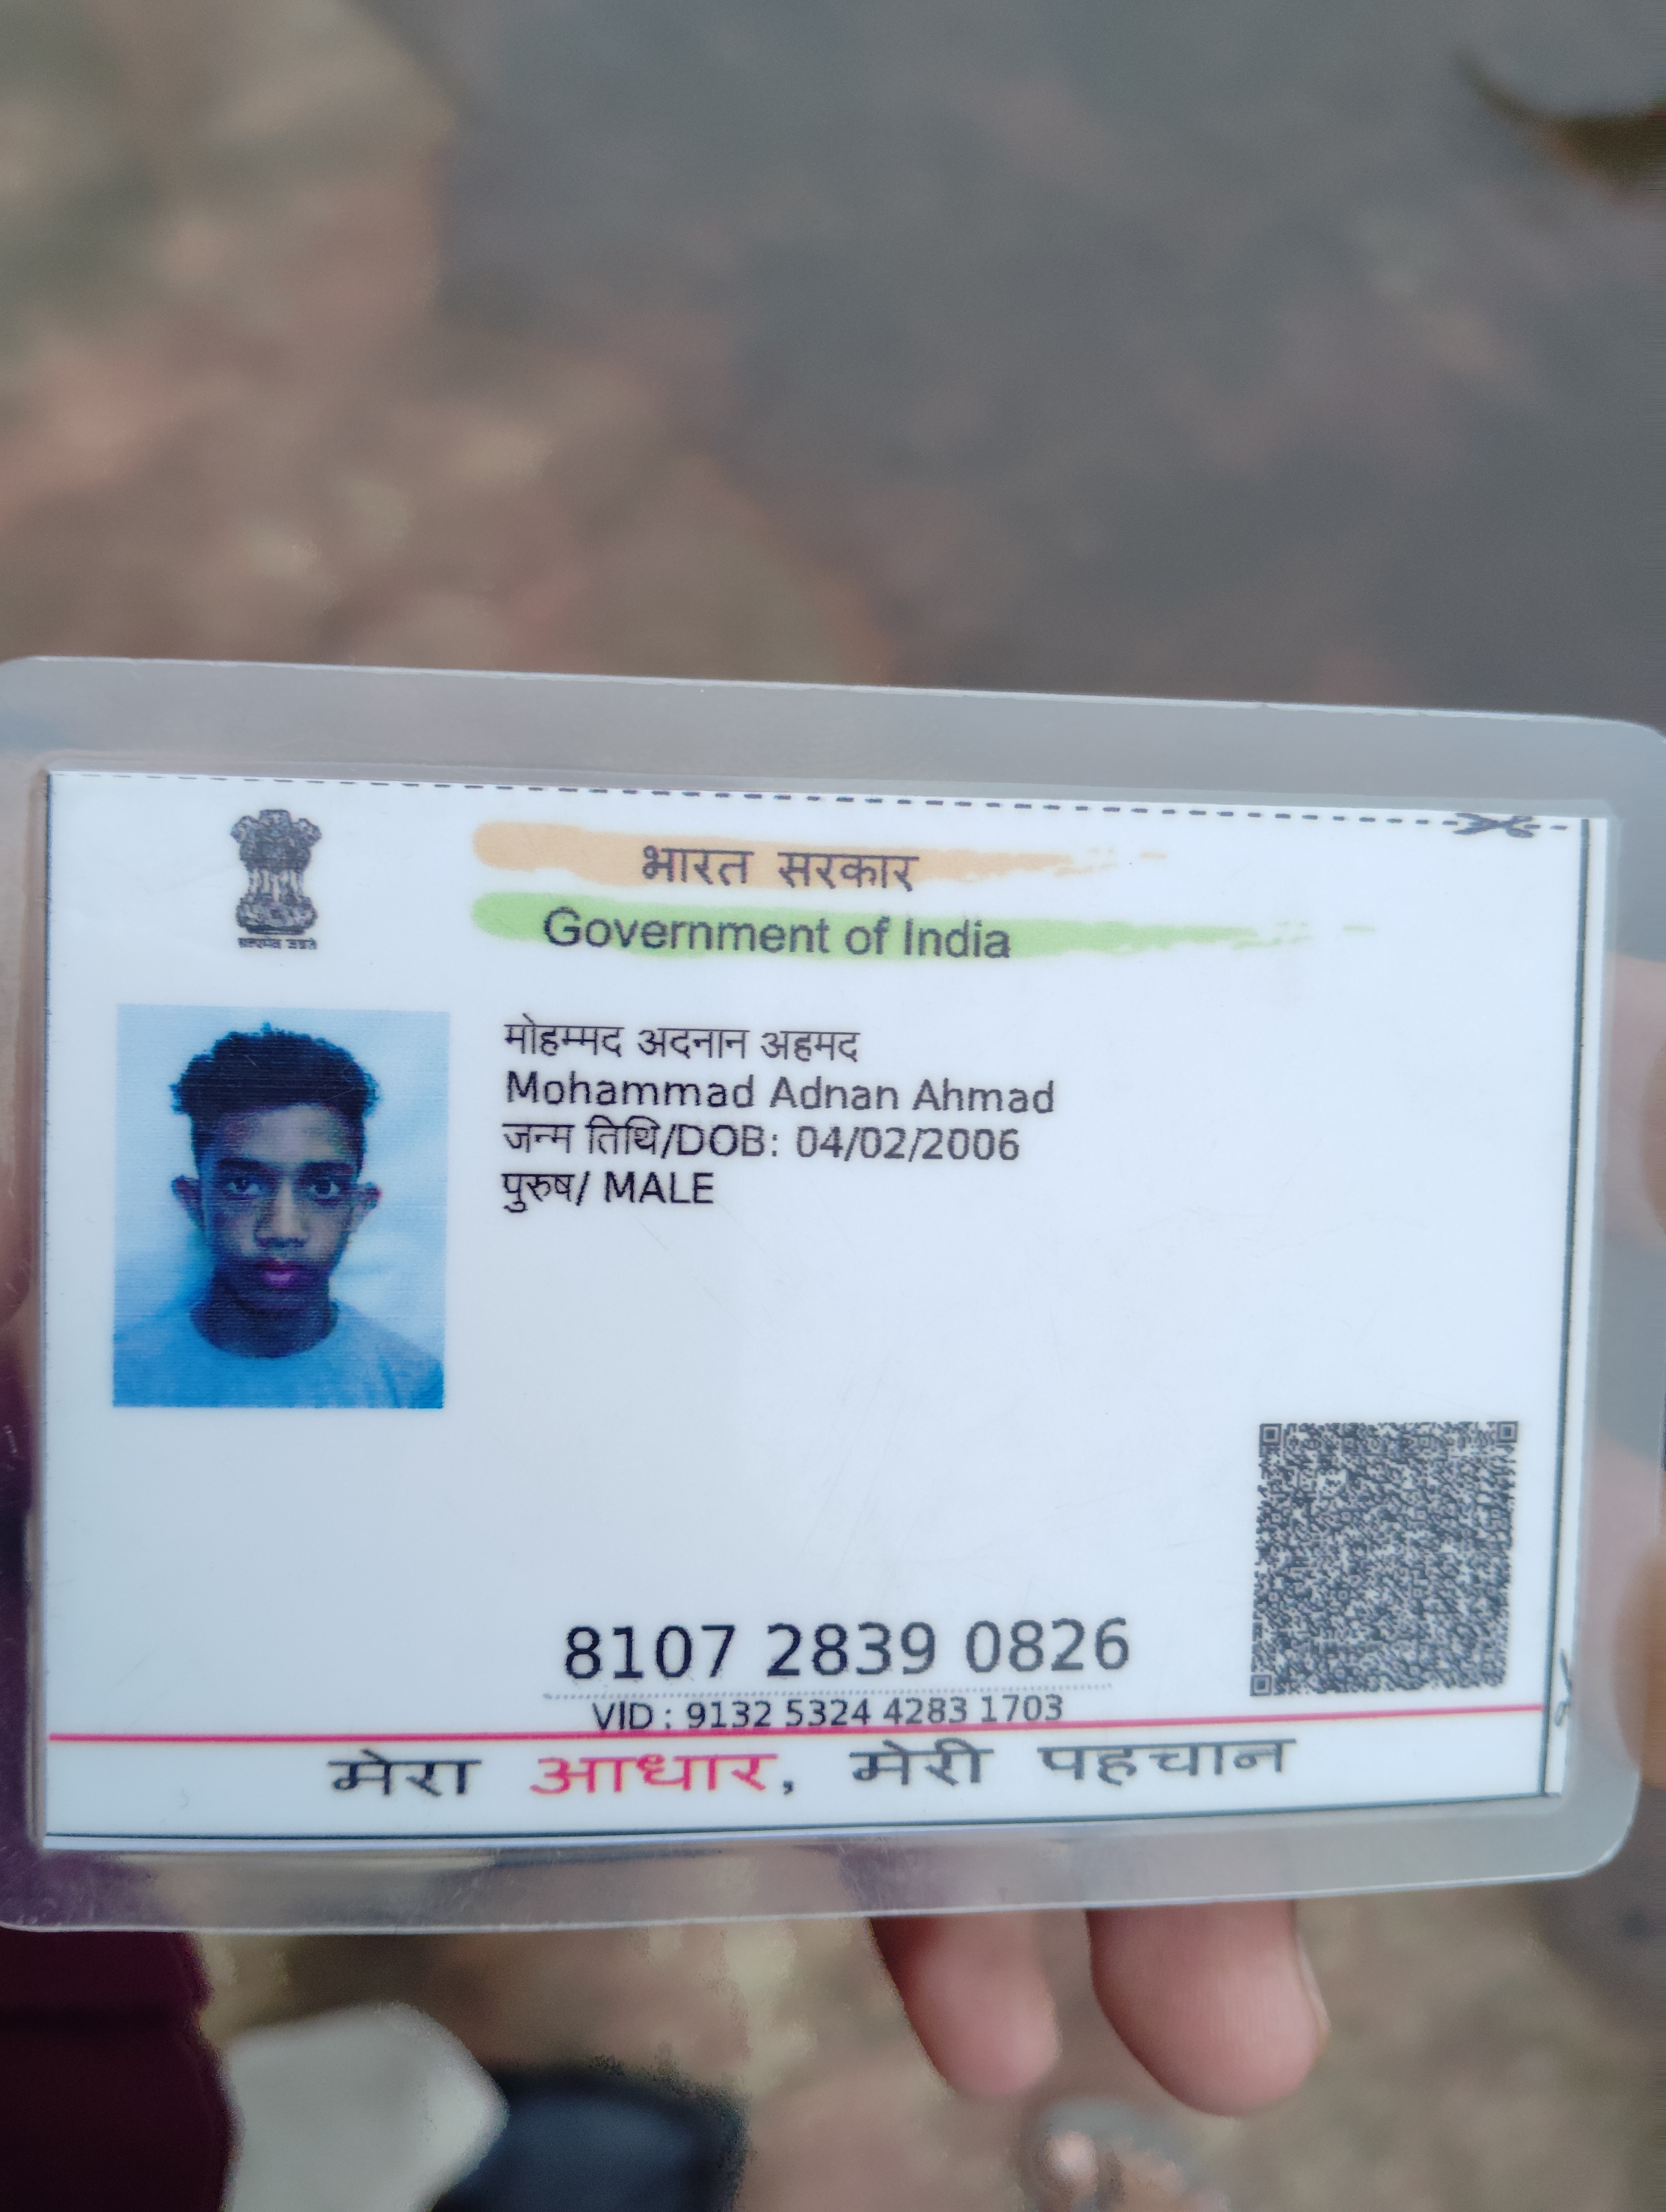 सत्यमेव जयते
भारत सरकार
Government of India
मोहम्मद अदनान अहमद
Mohammad Adnan Ahmad
जन्म तिथि/DOB: 04/02/2006
पुरुष/ MALE
8107 2839 0826
VID : 9132 5324 4283 1703
मेरा आधार, मेरी पहचान